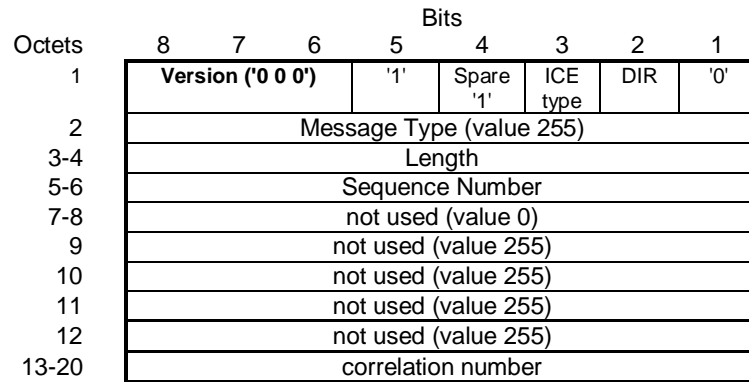 Bits
Octets 8 7 6 5 4 3 2 1
1 Version ('0 0 0') '1' Spare '1' ICE type DIR '0'
2 Message Type (value 255)
3-4 Length
5-6 Sequence Number
7-8 not used (value 0)
9 not used (value 255)
10 not used (value 255)
11 not used (value 255)
12 not used (value 255)
13-20 correlation number